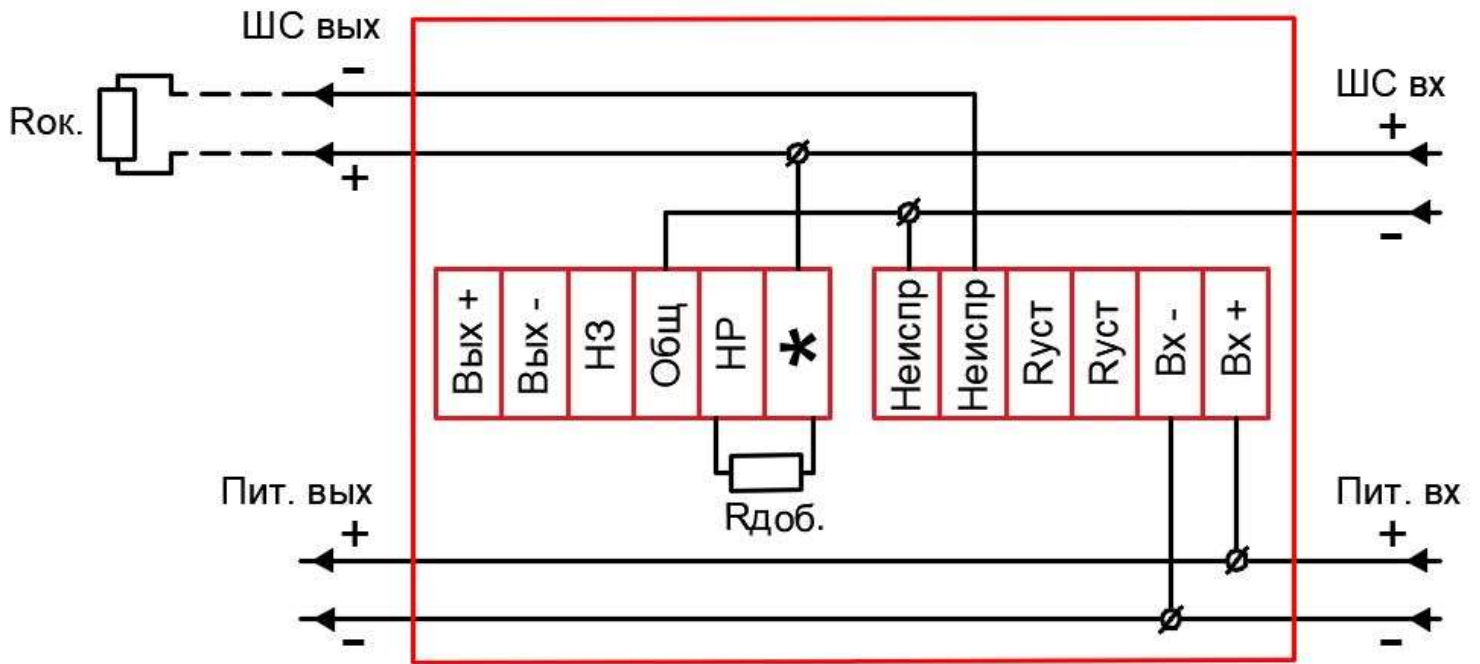 ШС вых
-
ШС вх
+
Rок.
+
-
Вых +
Вых -
НЗ
Общ
НР
*
Неиспр
Неиспр
Rуст
Rуст
Вх -
Вх +
Rдоб.
Пит. вых
+
Пит. вх
+
-
-